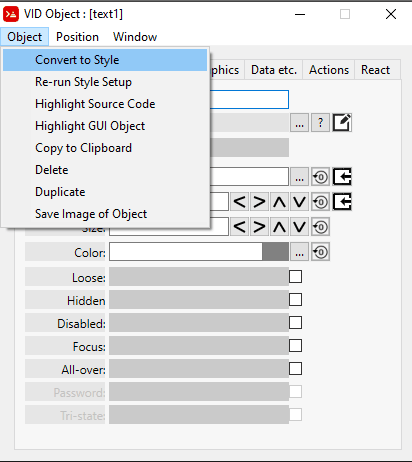 VID Object : [text1]
Object Position Window
Convert to Style
Re-run Style Setup
Highlight Source Code
Highlight GUI Object
Copy to Clipboard
Delete
Duplicate
Save Image of Object
Data etc. Actions React
... ?
...
Size:
Color: ...
Loose:
Hidden
Disabled:
Focus:
All-over:
Password:
Tri-state: